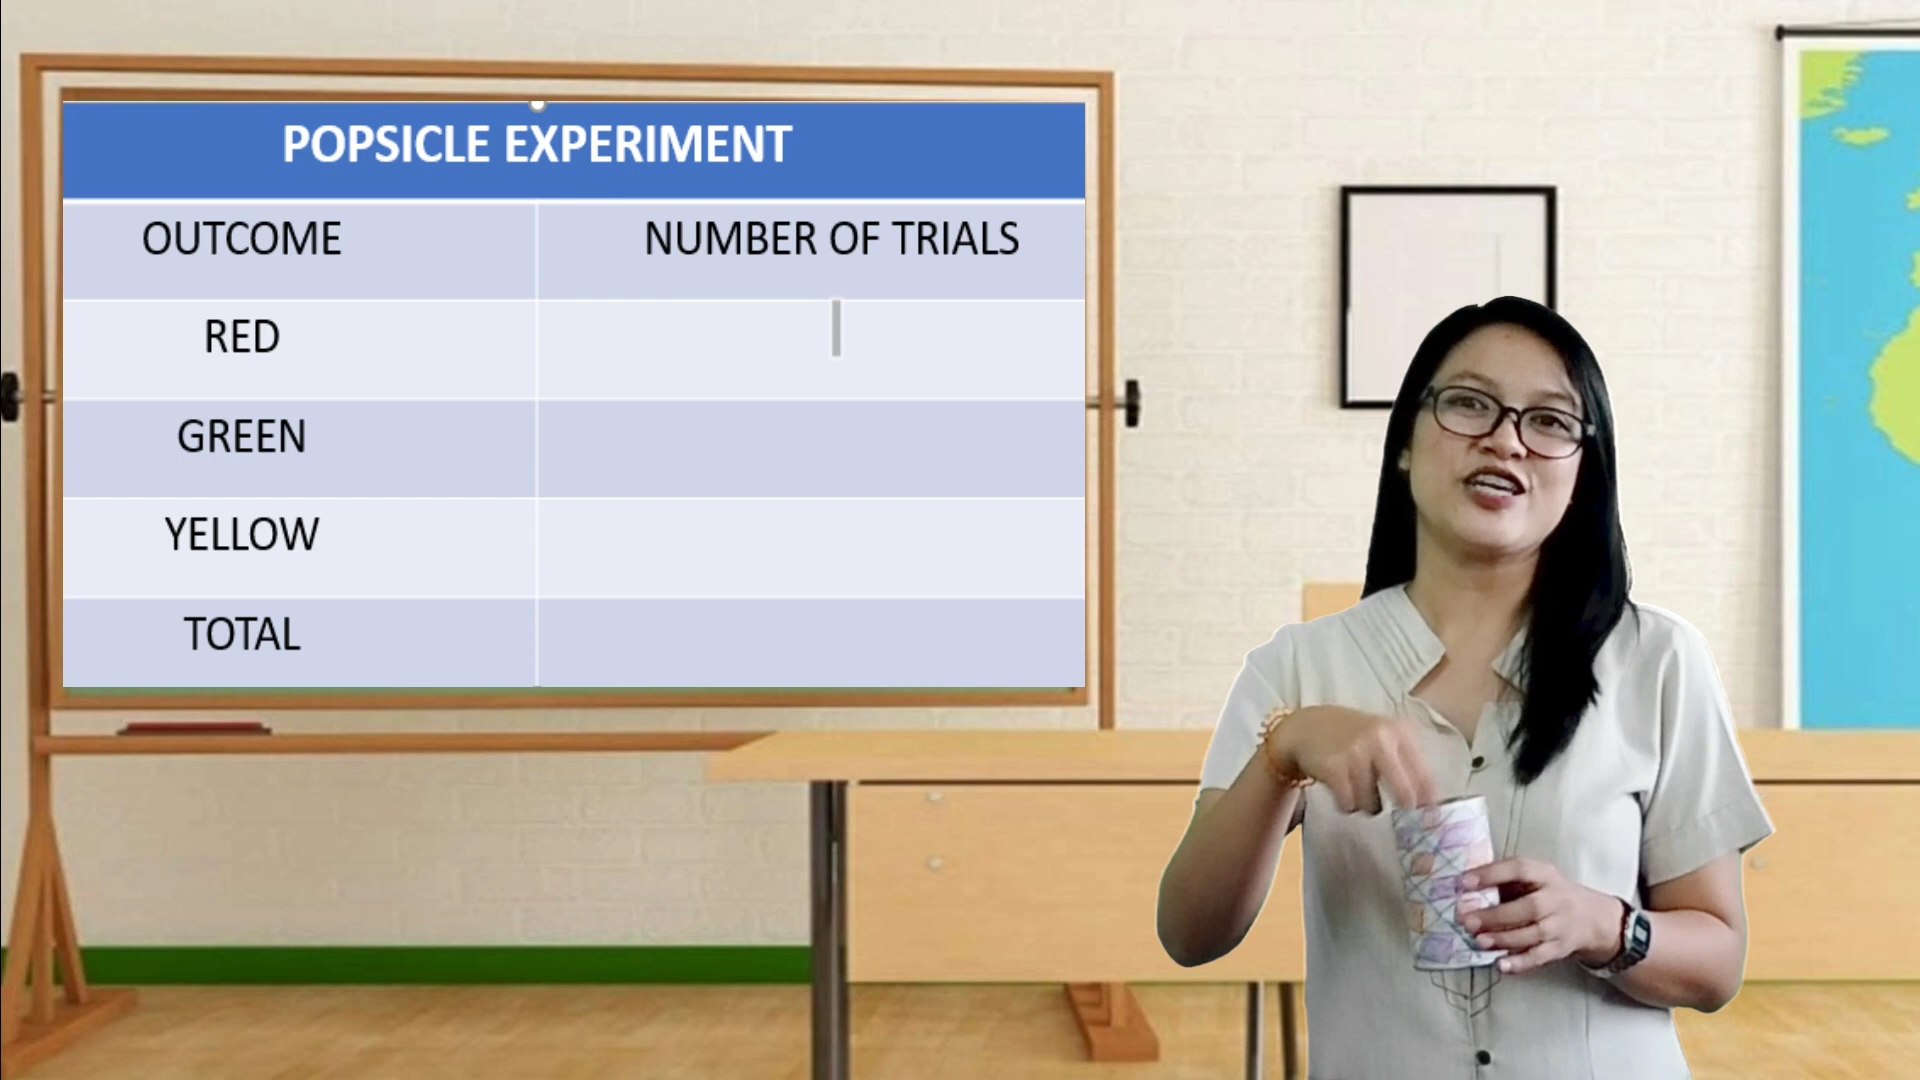 POPSICLE EXPERIMENT
OUTCOME NUMBER OF TRIALS
RED |
GREEN
YELLOW
TOTAL